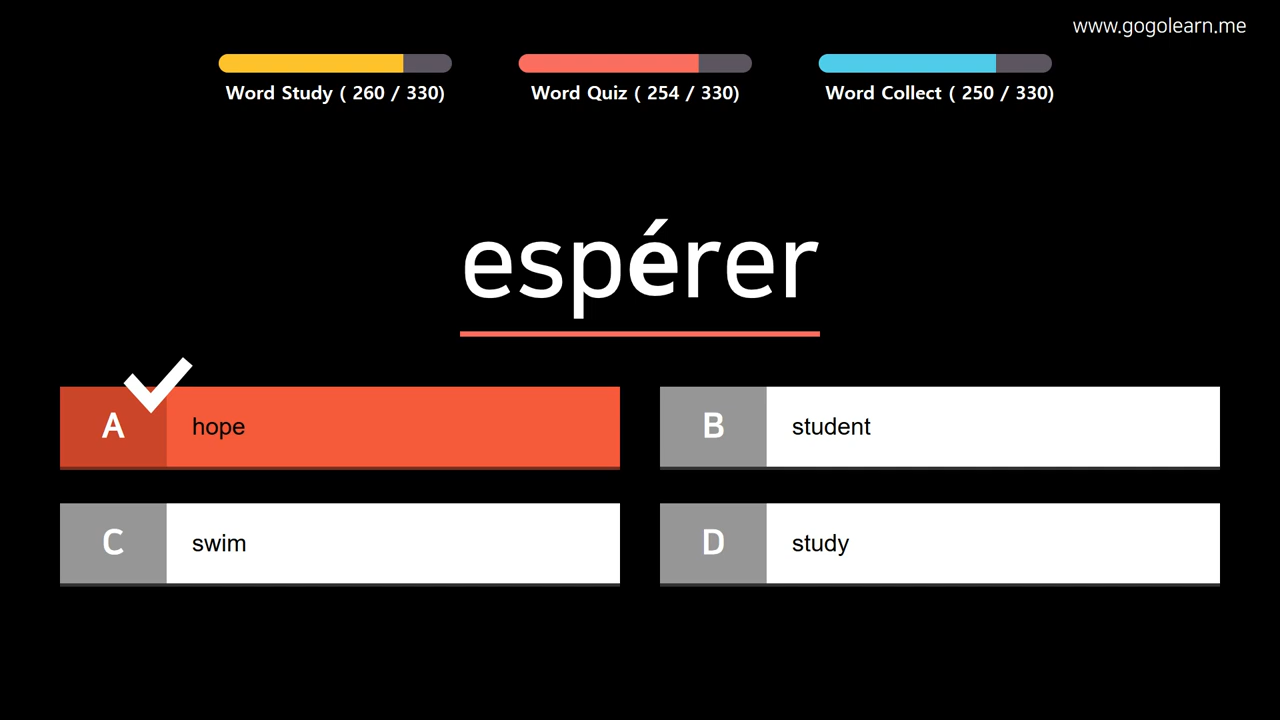 www.gogolearn.me
Word Study ( 260 / 330)
Word Quiz ( 254 / 330)
Word Collect ( 250 / 330)
espérer
A hope
B student
C swim
D study